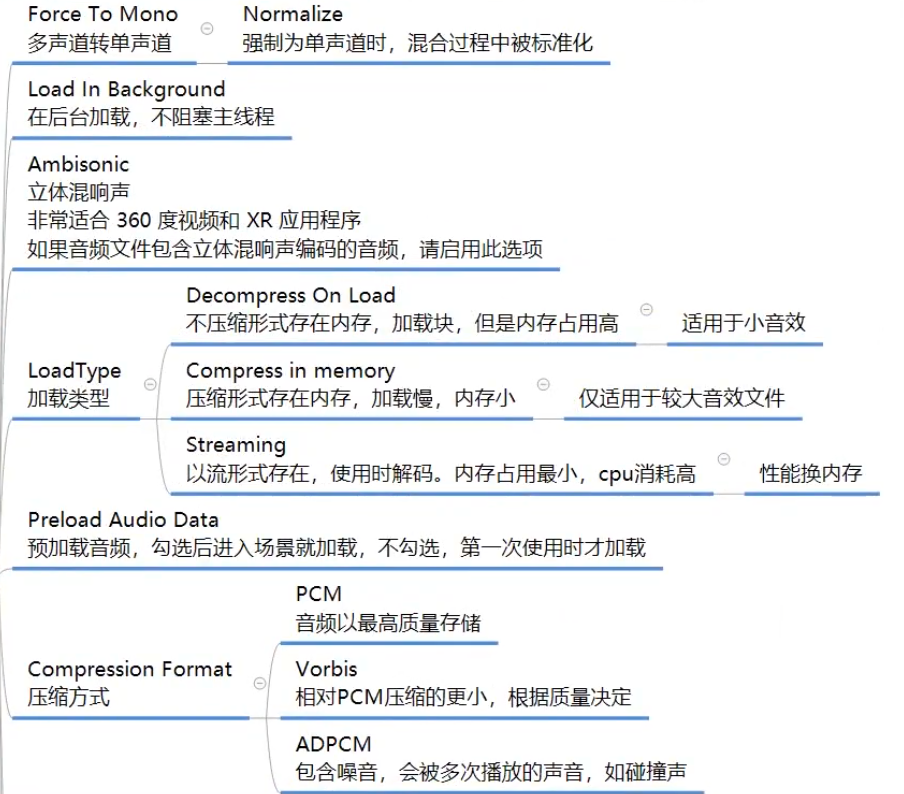 Force To Mono
多声道转单声道
Normalize
强制为单声道时，混合过程中被标准化
Load In Background
在后台加载，不阻塞主线程
Ambisonic
立体混响声
非常适合 360 度视频和 XR 应用程序
如果音频文件包含立体混响声编码的音频，请启用此选项
LoadType
加载类型
Decompress On Load
不压缩形式存在内存，加载块，但是内存占用高
适用于小音效
Compress in memory
压缩形式存在内存，加载慢，内存小
仅适用于较大音效文件
Streaming
以流形式存在，使用时解码。内存占用最小，cpu消耗高
性能换内存
Preload Audio Data
预加载音频，勾选后进入场景就加载，不勾选，第一次使用时才加载
Compression Format
压缩方式
PCM
音频以最高质量存储
Vorbis
相对PCM压缩的更小，根据质量决定
ADPCM
包含噪音，会被多次播放的声音，如碰撞声